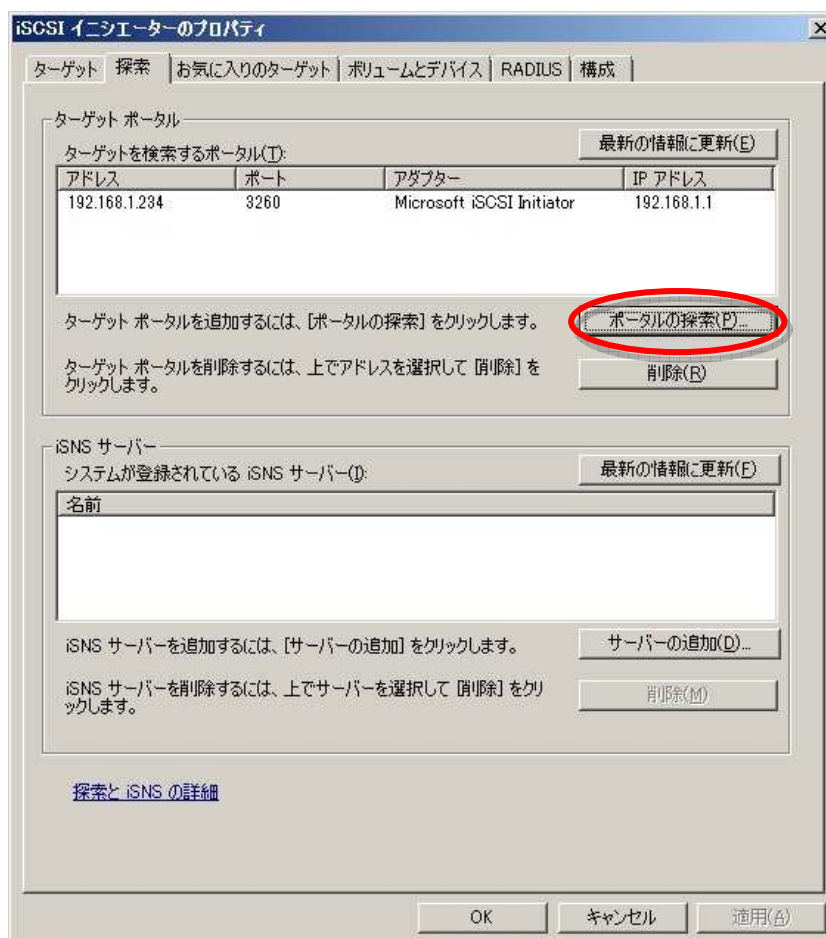 iSCSI イニシエーターのプロパティ
ターゲット 探索 お気に入りのターゲット ボリュームとデバイス RADIUS 構成
ターゲット ポータル
ターゲットを検索するポータル(T):
最新の情報に更新(E)
アドレス ポート アダプター IP アドレス
192.168.1.234 3260 Microsoft iSCSI Initiator 192.168.1.1
ターゲット ポータルを追加するには、[ポータルの探索] をクリックします。
ポータルの探索(P)...
ターゲット ポータルを削除するには、上でアドレスを選択して [削除] を
クリックします。
削除(R)
iSNS サーバー
システムが登録されている iSNS サーバー(I):
最新の情報に更新(F)
名前
iSNS サーバーを追加するには、[サーバーの追加] をクリックします。
サーバーの追加(D)...
iSNS サーバーを削除するには、上でサーバーを選択して [削除] をクリ
ックします。
削除(M)
探索と iSNS の詳細
OK キャンセル 適用(A)